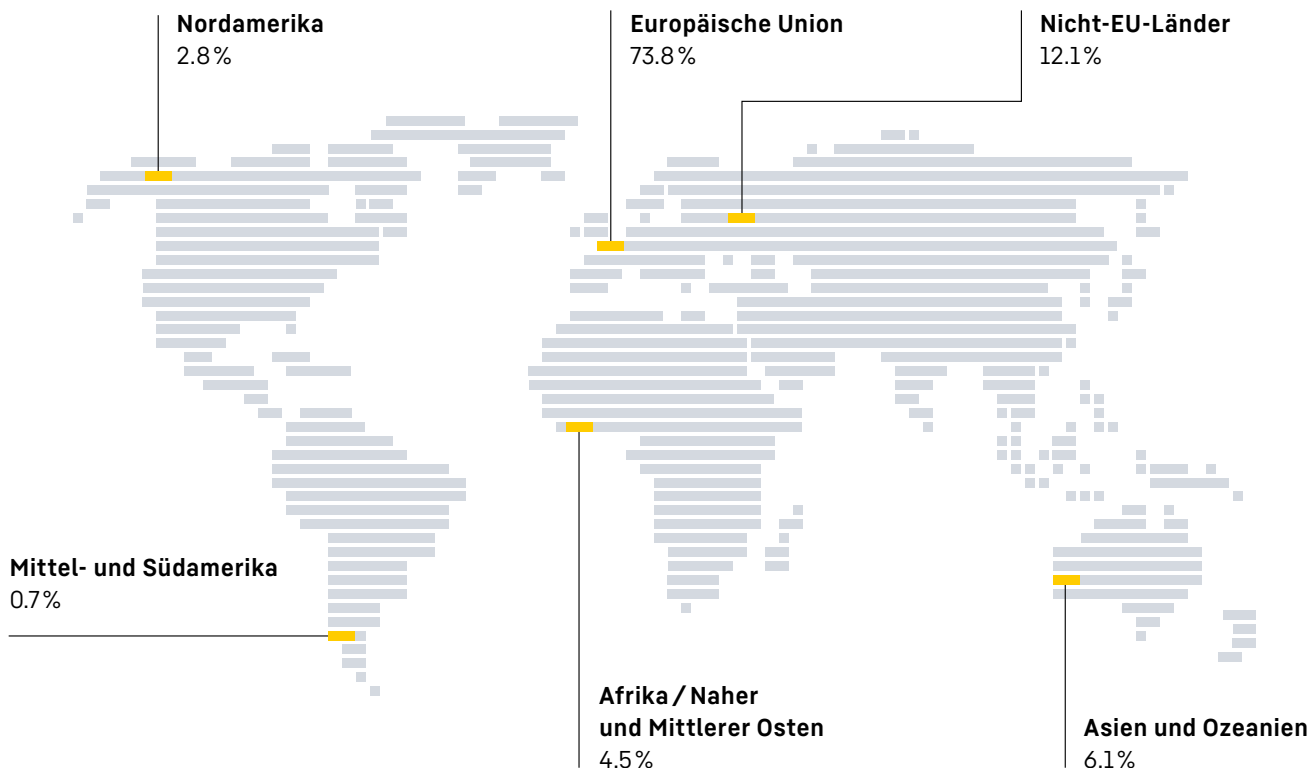 Nordamerika
2.8 %
Europäische Union
73.8 %
Nicht-EU-Länder
12.1 %
Mittel- und Südamerika
0.7 %
Afrika / Naher
und Mittlerer Osten
4.5 %
Asien und Ozeanien
6.1 %